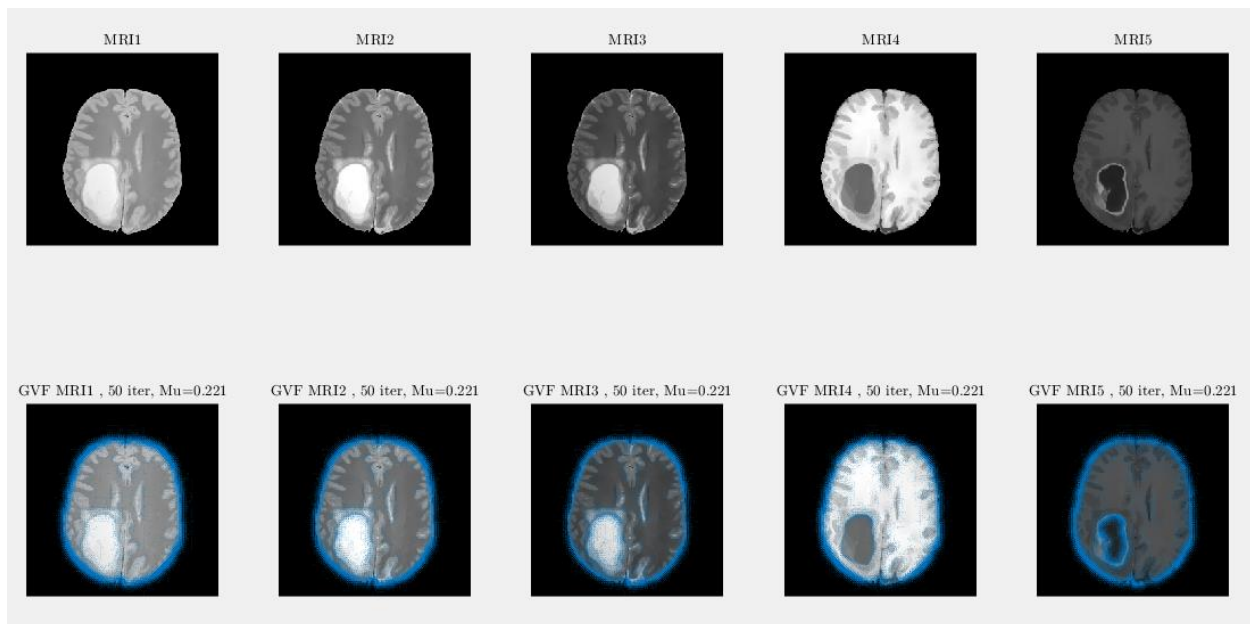 MRI1
MRI2
MRI3
MRI4
MRI5
GVF MRI1 , 50 iter, Mu=0.221
GVF MRI2 , 50 iter, Mu=0.221
GVF MRI3 , 50 iter, Mu=0.221
GVF MRI4 , 50 iter, Mu=0.221
GVF MRI5 , 50 iter, Mu=0.221